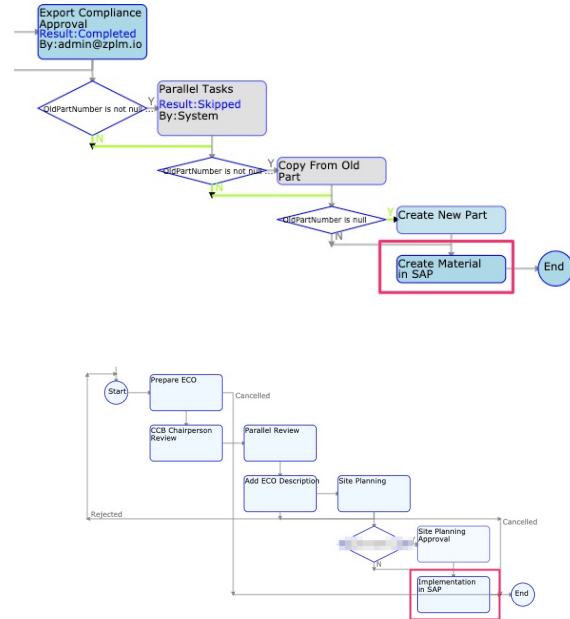 Export Compliance
Approval
Result:Completed
By:admin@zplm.io
OldPartNumber is not null ...
Y
Parallel Tasks
Result:Skipped
By:System
N
OldPartNumber is not null ...
Y
Copy From Old
Part
N
OldPartNumber is null
Y
Create New Part
N
Create Material
in SAP
End
Start
Prepare ECO
Cancelled
CCB Chairperson
Review
Parallel Review
Add ECO Description
Site Planning
Rejected
Cancelled
Site Planning
Approval
N
Implementation
in SAP
End